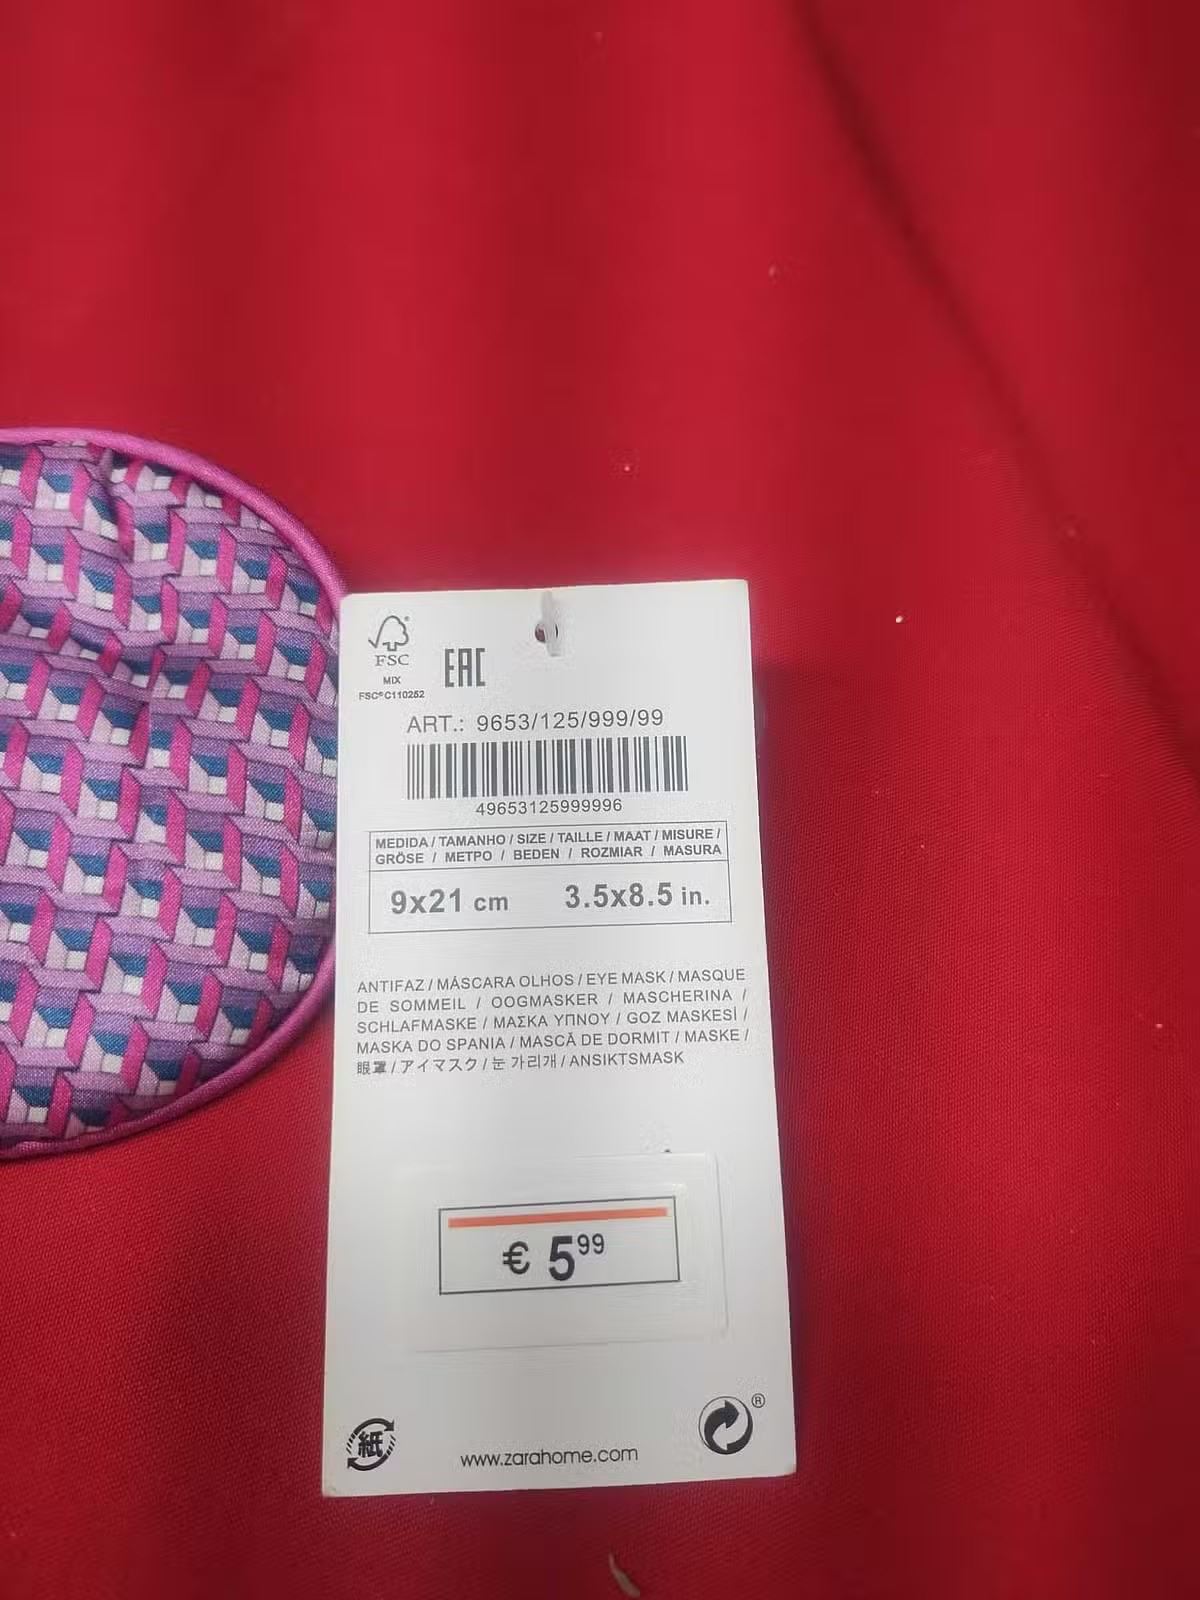 FSC®
MIX
FSC® C110252
EAC
ART.: 9653/125/999/99
49653125999996
MEDIDA / TAMANHO / SIZE / TAILLE / MAAT / MISURE /
GRÖSE / ΜΕΤΡΟ / BEDEN / ROZMIAR / MASURA
9x21 cm 3.5x8.5 in.
ANTIFAZ / MÁSCARA OLHOS / EYE MASK / MASQUE
DE SOMMEIL / OOGMASKER / MASCHERINA /
SCHLAFMASKE / ΜΑΣΚΑ ΥΠΝΟΥ / GOZ MASKESİ /
MASKA DO SPANIA / MASCĂ DE DORMIT / MASKE /
眼罩 / アイマスク / 눈 가리개 / ANSIKTSMASK
€ 5⁹⁹
紙
www.zarahome.com
®